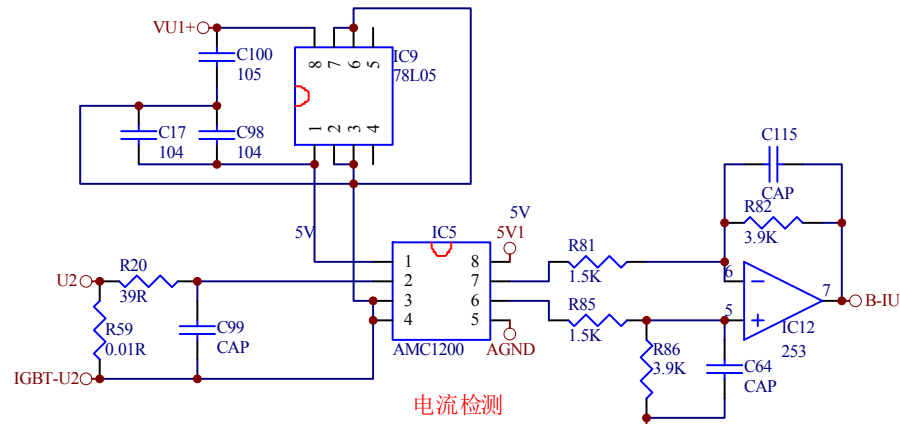 VU1+
C100
105
IC9
78L05
8 7 6 5
1 2 3 4
C17
104
C98
104
5V
5V
5V1
IC5
1 8
2 7
3 6
4 5
AMC1200
AGND
U2
R20
39R
R59
0.01R
C99
CAP
IGBT-U2
R81
1.5K
R85
1.5K
R86
3.9K
C64
CAP
C115
CAP
R82
3.9K
6
5
7
IC12
253
B-IU
电流检测